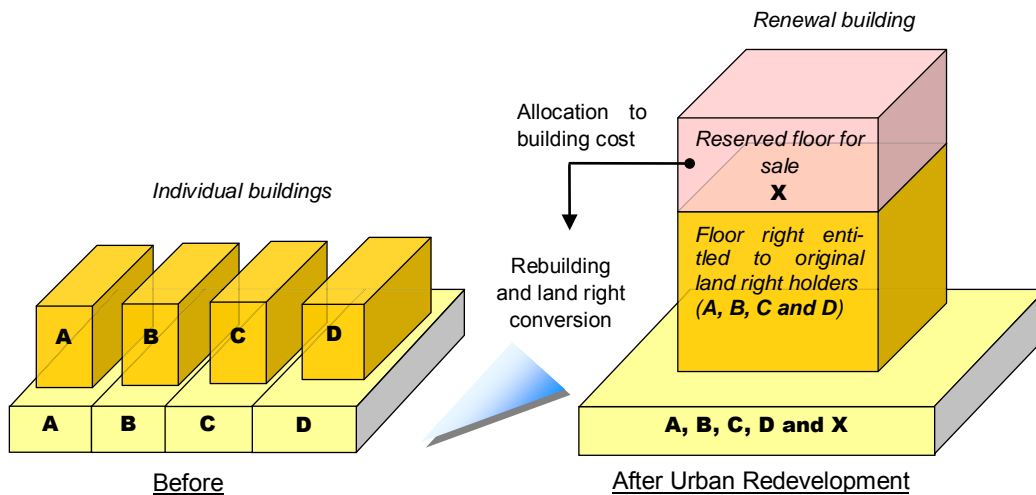 Renewal building
Allocation to
building cost
Reserved floor for
sale
X
Individual buildings
Floor right enti-
tled to original
land right holders
(A, B, C and D)
Rebuilding
and land right
conversion
A
B
C
D
A
B
C
D
A, B, C, D and X
Before
After Urban Redevelopment